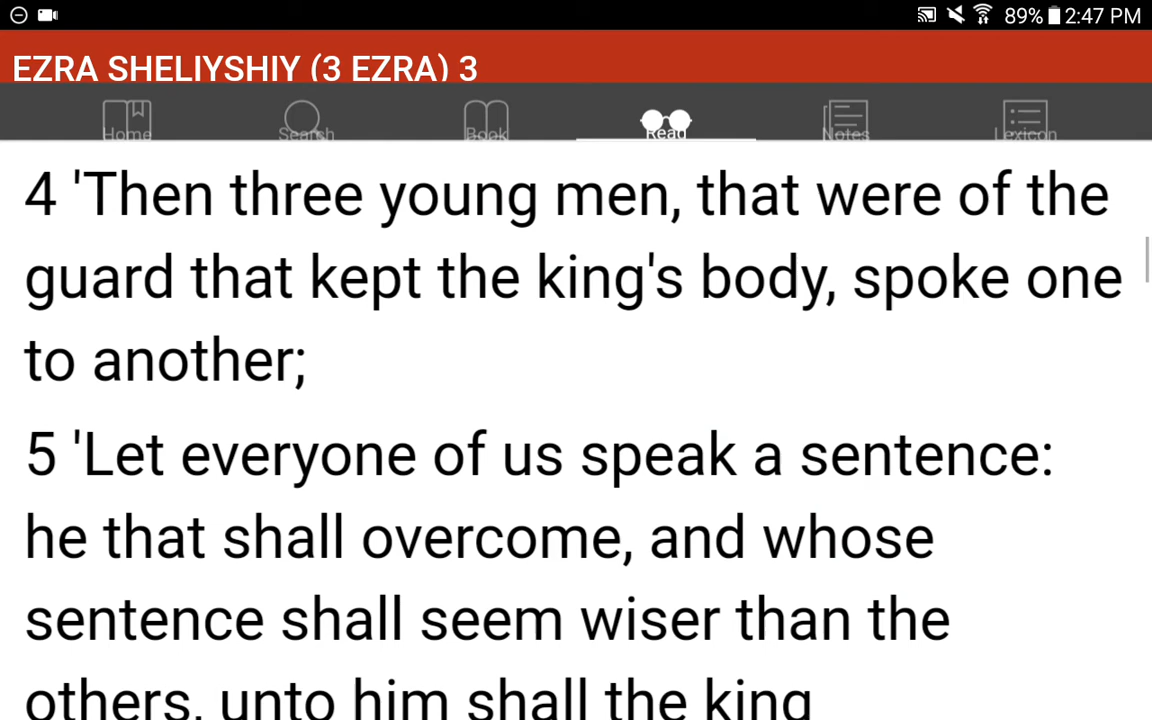 89% 2:47 PM
EZRA SHELIYSHIY (3 EZRA) 3
Home Search Book Read Notes Lexicon
4 'Then three young men, that were of the
guard that kept the king's body, spoke one
to another;
5 'Let everyone of us speak a sentence:
he that shall overcome, and whose
sentence shall seem wiser than the
others, unto him shall the king